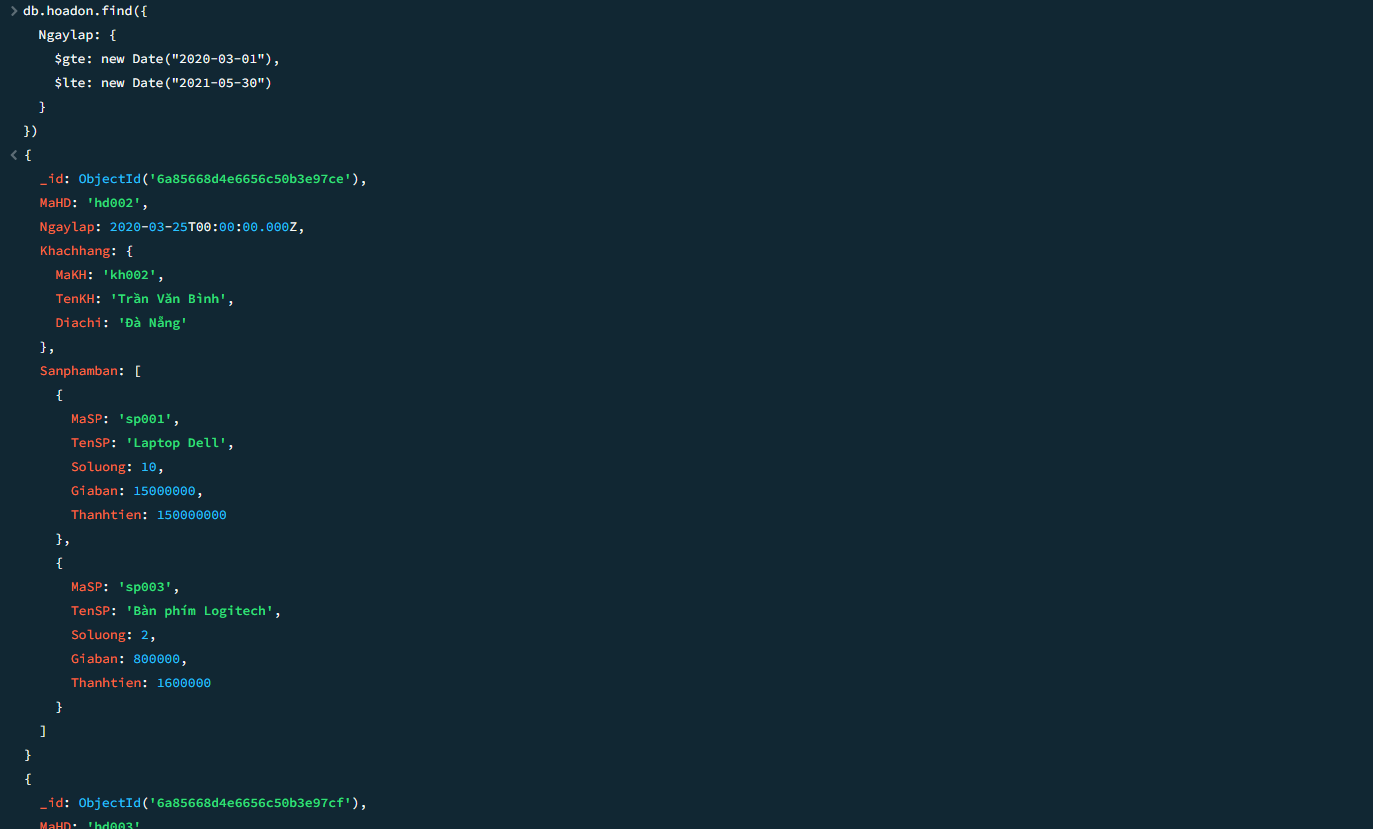 > db.hoadon.find({
Ngaylap: {
$gte: new Date("2020-03-01"),
$lte: new Date("2021-05-30")
}
})
< {
_id: ObjectId('6a85668d4e6656c50b3e97ce'),
MaHD: 'hd002',
Ngaylap: 2020-03-25T00:00:00.000Z,
Khachhang: {
MaKH: 'kh002',
TenKH: 'Trần Văn Bình',
Diachi: 'Đà Nẵng'
},
Sanphamban: [
{
MaSP: 'sp001',
TenSP: 'Laptop Dell',
Soluong: 10,
Giaban: 15000000,
Thanhtien: 150000000
},
{
MaSP: 'sp003',
TenSP: 'Bàn phím Logitech',
Soluong: 2,
Giaban: 800000,
Thanhtien: 1600000
}
]
}
{
_id: ObjectId('6a85668d4e6656c50b3e97cf'),
MaHD: 'hd003'